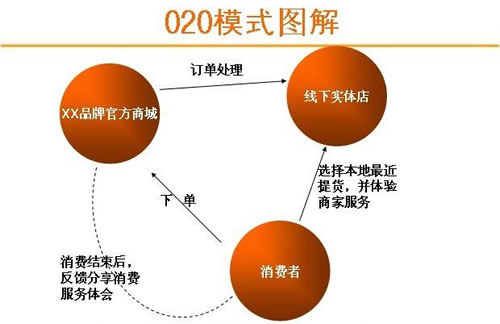 O2O模式图解
订单处理
XX品牌官方商城
线下实体店
选择本地最近
提货，并体验
商家服务
下 单
消费结束后，
反馈分享消费
服务体会
消费者